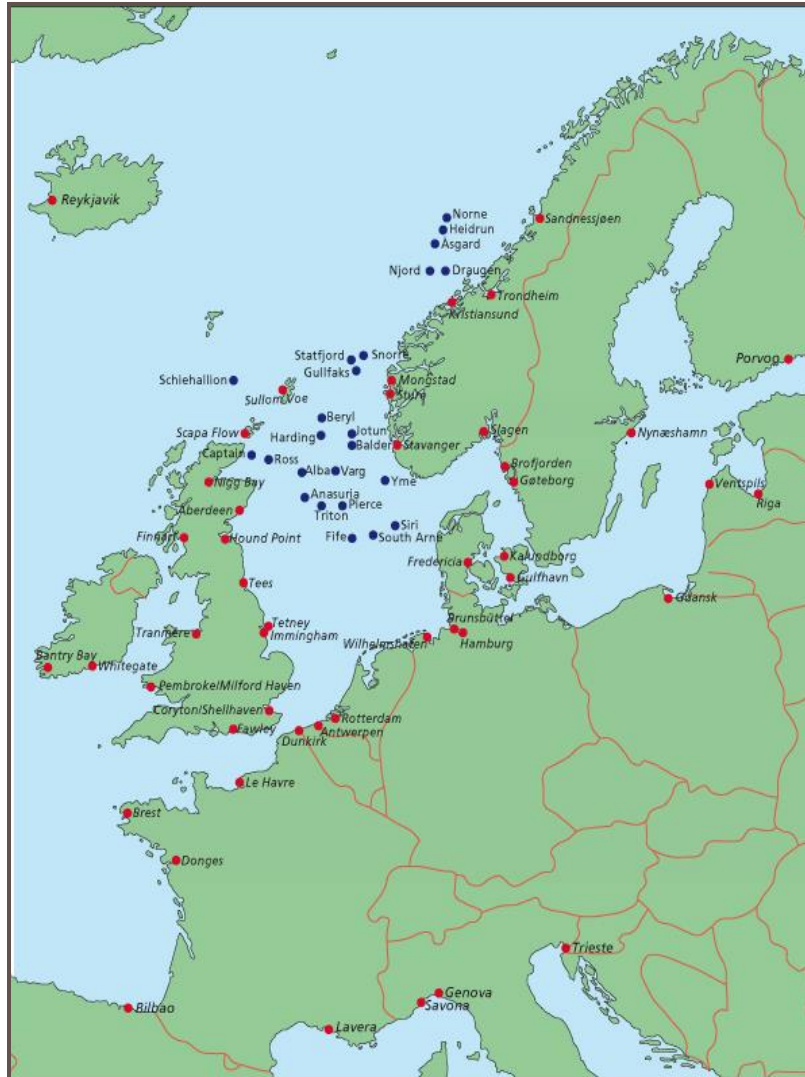 Reykjavik
Norne
Sandnessjøen
Heidrun
Åsgard
Njord
Draugen
Trondheim
Kristiansund
Statfjord
Snorre
Gullfaks
Porvoo
Schiehallion
Mongstad
Sullom Voe
Sture
Beryl
Scapa Flow
Harding
Jotun
Slagen
Nynæshamn
Balder
Stavanger
Captain
Ross
Alba
Varg
Brofjorden
Nigg Bay
Yme
Gøteborg
Ventspils
Anasuria
Riga
Aberdeen
Triton
Pierce
Siri
Finnart
Hound Point
Fife
South Arne
Fredericia
Kalundborg
Gulfhavn
Tees
Gdansk
Tetney
Brunsbüttel
Tranmere
Immingham
Wilhelmshafen
Hamburg
Bantry Bay
Whitegate
Pembroke/Milford Haven
Coryton/Shellhaven
Rotterdam
Fawley
Antwerpen
Dunkirk
Le Havre
Brest
Donges
Trieste
Genova
Savona
Bilbao
Lavera